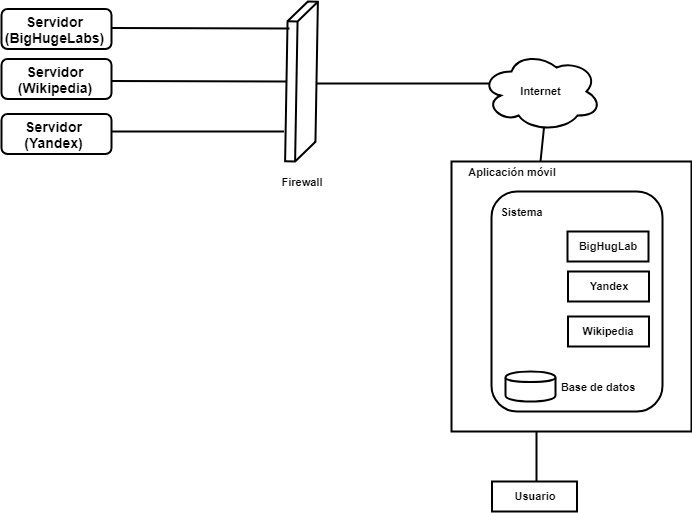 Servidor
(BigHugeLabs)
Servidor
(Wikipedia)
Servidor
(Yandex)
Firewall
Internet
Aplicación móvil
Sistema
BigHugLab
Yandex
Wikipedia
Base de datos
Usuario